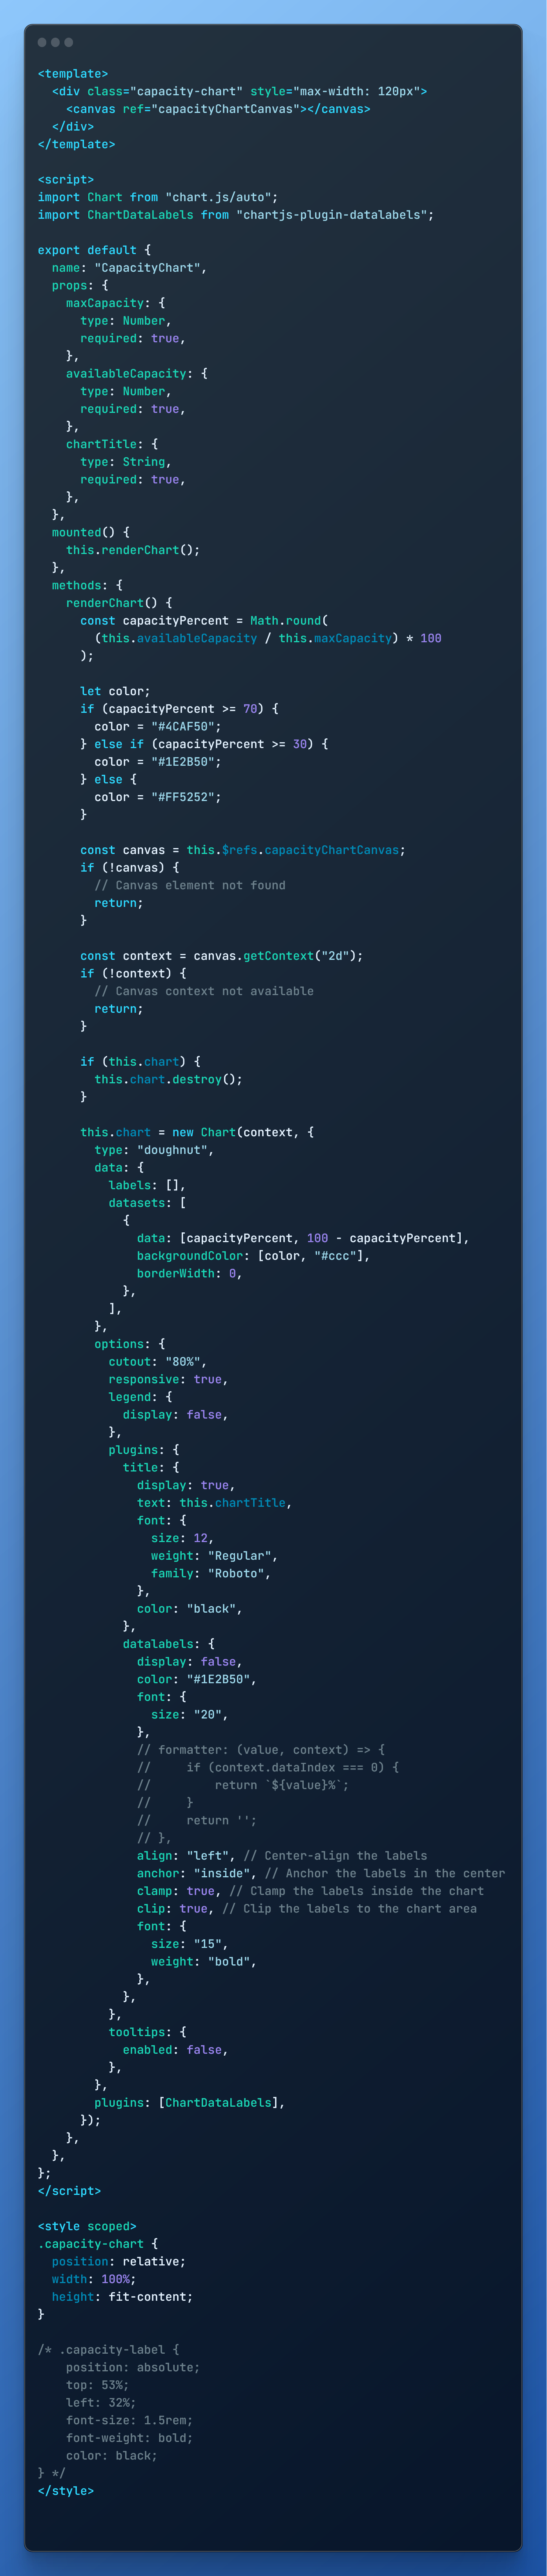 <template>
  <div class="capacity-chart" style="max-width: 120px">
    <canvas ref="capacityChartCanvas"></canvas>
  </div>
</template>

<script>
import Chart from "chart.js/auto";
import ChartDataLabels from "chartjs-plugin-datalabels";

export default {
  name: "CapacityChart",
  props: {
    maxCapacity: {
      type: Number,
      required: true,
    },
    availableCapacity: {
      type: Number,
      required: true,
    },
    chartTitle: {
      type: String,
      required: true,
    },
  },
  mounted() {
    this.renderChart();
  },
  methods: {
    renderChart() {
      const capacityPercent = Math.round(
        (this.availableCapacity / this.maxCapacity) * 100
      );

      let color;
      if (capacityPercent >= 70) {
        color = "#4CAF50";
      } else if (capacityPercent >= 30) {
        color = "#1E2B50";
      } else {
        color = "#FF5252";
      }

      const canvas = this.$refs.capacityChartCanvas;
      if (!canvas) {
        // Canvas element not found
        return;
      }

      const context = canvas.getContext("2d");
      if (!context) {
        // Canvas context not available
        return;
      }

      if (this.chart) {
        this.chart.destroy();
      }

      this.chart = new Chart(context, {
        type: "doughnut",
        data: {
          labels: [],
          datasets: [
            {
              data: [capacityPercent, 100 - capacityPercent],
              backgroundColor: [color, "#ccc"],
              borderWidth: 0,
            },
          ],
        },
        options: {
          cutout: "80%",
          responsive: true,
          legend: {
            display: false,
          },
          plugins: {
            title: {
              display: true,
              text: this.chartTitle,
              font: {
                size: 12,
                weight: "Regular",
                family: "Roboto",
              },
              color: "black",
            },
            datalabels: {
              display: false,
              color: "#1E2B50",
              font: {
                size: "20",
              },
              // formatter: (value, context) => {
              //     if (context.dataIndex === 0) {
              //         return `${value}%`;
              //     }
              //     return '';
              // },
              align: "left", // Center-align the labels
              anchor: "inside", // Anchor the labels in the center
              clamp: true, // Clamp the labels inside the chart
              clip: true, // Clip the labels to the chart area
              font: {
                size: "15",
                weight: "bold",
              },
            },
          },
          tooltips: {
            enabled: false,
          },
        },
        plugins: [ChartDataLabels],
      });
    },
  },
};
</script>

<style scoped>
.capacity-chart {
  position: relative;
  width: 100%;
  height: fit-content;
}

/* .capacity-label {
    position: absolute;
    top: 53%;
    left: 32%;
    font-size: 1.5rem;
    font-weight: bold;
    color: black;
} */
</style>